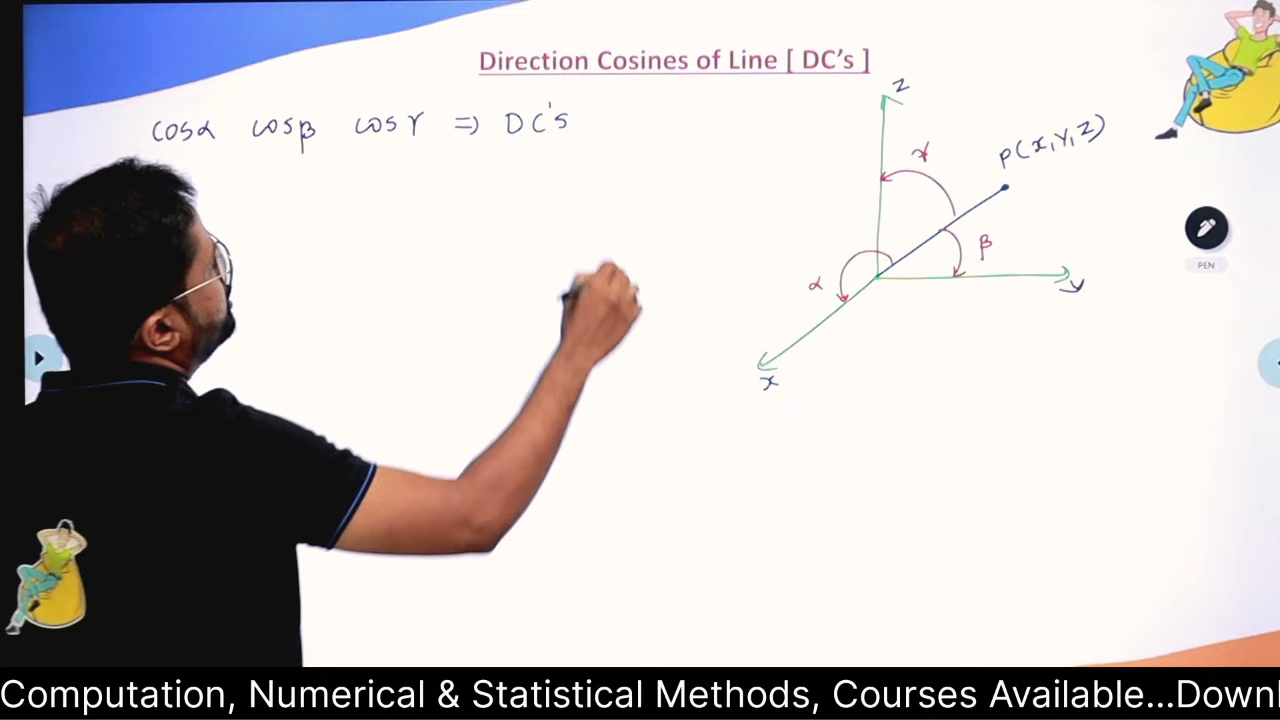 Direction Cosines of Line [ DC's ]
cosα cosβ cosγ ⇒ DC's
z
γ
P(x,y,z)
β
α
y
x
PEN
Computation, Numerical & Statistical Methods, Courses Available...Downl